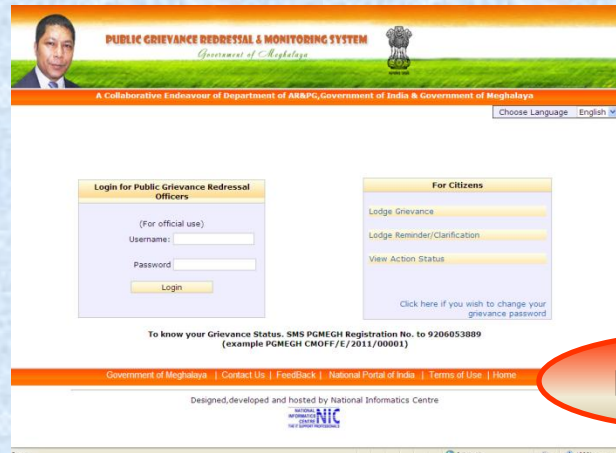 PUBLIC GRIEVANCE REDRESSAL & MONITORING SYSTEM
Government of Meghalaya
A Collaborative Endeavour of Department of AR&PG,Government of India & Government of Meghalaya
Choose Language English
Login for Public Grievance Redressal
Officers
(For official use)
Username:
Password
Login
For Citizens
Lodge Grievance
Lodge Reminder/Clarification
View Action Status
Click here if you wish to change your
grievance password
To know your Grievance Status. SMS PGMEGH Registration No. to 9206053889
(example PGMEGH CMOFF/E/2011/00001)
Government of Meghalaya | Contact Us | FeedBack | National Portal of India | Terms of Use | Home
Designed,developed and hosted by National Informatics Centre
NATIONAL
INFORMATICS
CENTRE
NIC